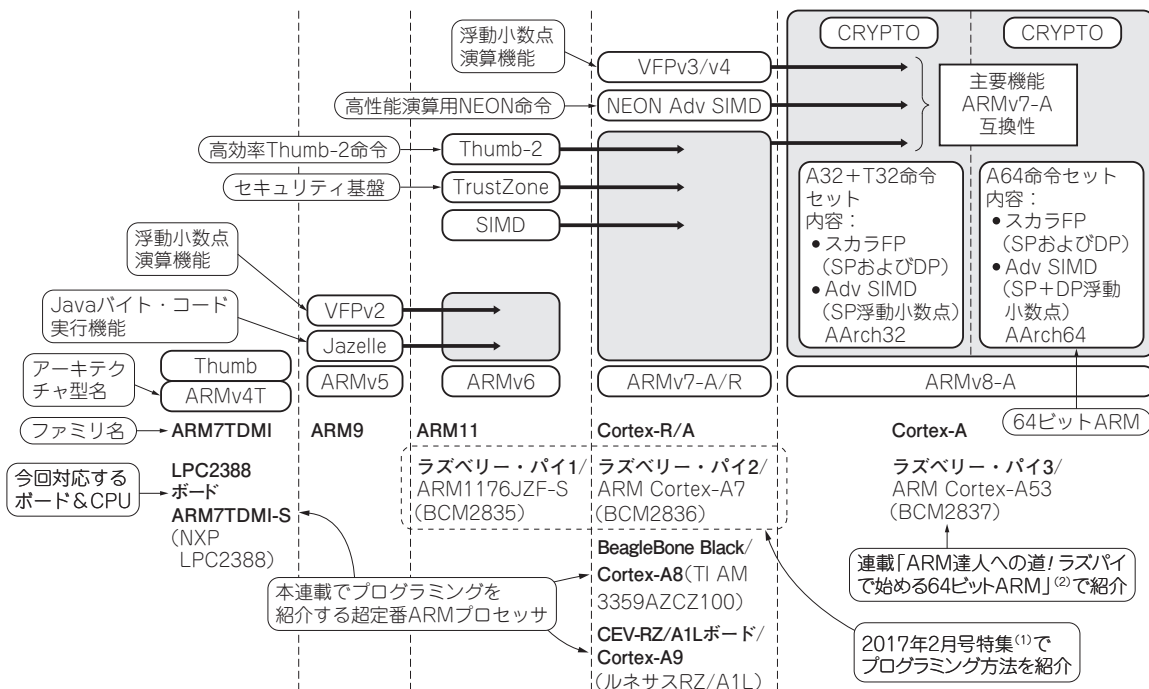 CRYPTO
CRYPTO
浮動小数点
演算機能
VFPv3/v4
主要機能
ARMv7-A
互換性
高性能演算用NEON命令
NEON Adv SIMD
高効率Thumb-2命令
Thumb-2
セキュリティ基盤
TrustZone
SIMD
A32+T32命令
セット
内容：
●スカラFP
(SPおよびDP)
●Adv SIMD
(SP浮動小数点)
AArch32
A64命令セット
内容：
●スカラFP
(SPおよびDP)
●Adv SIMD
(SP+DP浮動
小数点)
AArch64
浮動小数点
演算機能
VFPv2
Javaバイト・コード
実行機能
Jazelle
Thumb
アーキテク
チャ型名
ARMv4T
ARMv5
ARMv6
ARMv7-A/R
ARMv8-A
64ビットARM
ファミリ名
ARM7TDMI
ARM9
ARM11
Cortex-R/A
Cortex-A
今回対応する
ボード&CPU
LPC2388
ボード
ARM7TDMI-S
(NXP
LPC2388)
ラズベリー・パイ1/
ARM1176JZF-S
(BCM2835)
ラズベリー・パイ2/
ARM Cortex-A7
(BCM2836)
ラズベリー・パイ3/
ARM Cortex-A53
(BCM2837)
BeagleBone Black/
Cortex-A8(TI AM
3359AZCZ100)
CEV-RZ/A1Lボード/
Cortex-A9
(ルネサスRZ/A1L)
本連載でプログラミングを
紹介する超定番ARMプロセッサ
連載「ARM達人への道!ラズパイ
で始める64ビットARM」(2)で紹介
2017年2月号特集(1)で
プログラミング方法を紹介